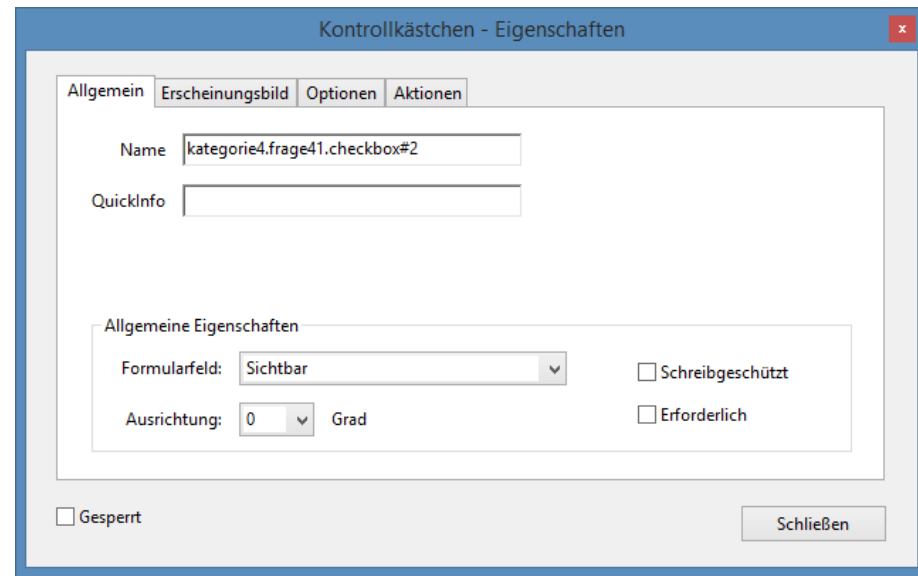 Kontrollkästchen - Eigenschaften
x
Allgemein Erscheinungsbild Optionen Aktionen
Name kategorie4.frage41.checkbox#2
QuickInfo
Allgemeine Eigenschaften
Formularfeld: Sichtbar Schreibgeschützt
Ausrichtung: 0 Grad Erforderlich
Gesperrt Schließen